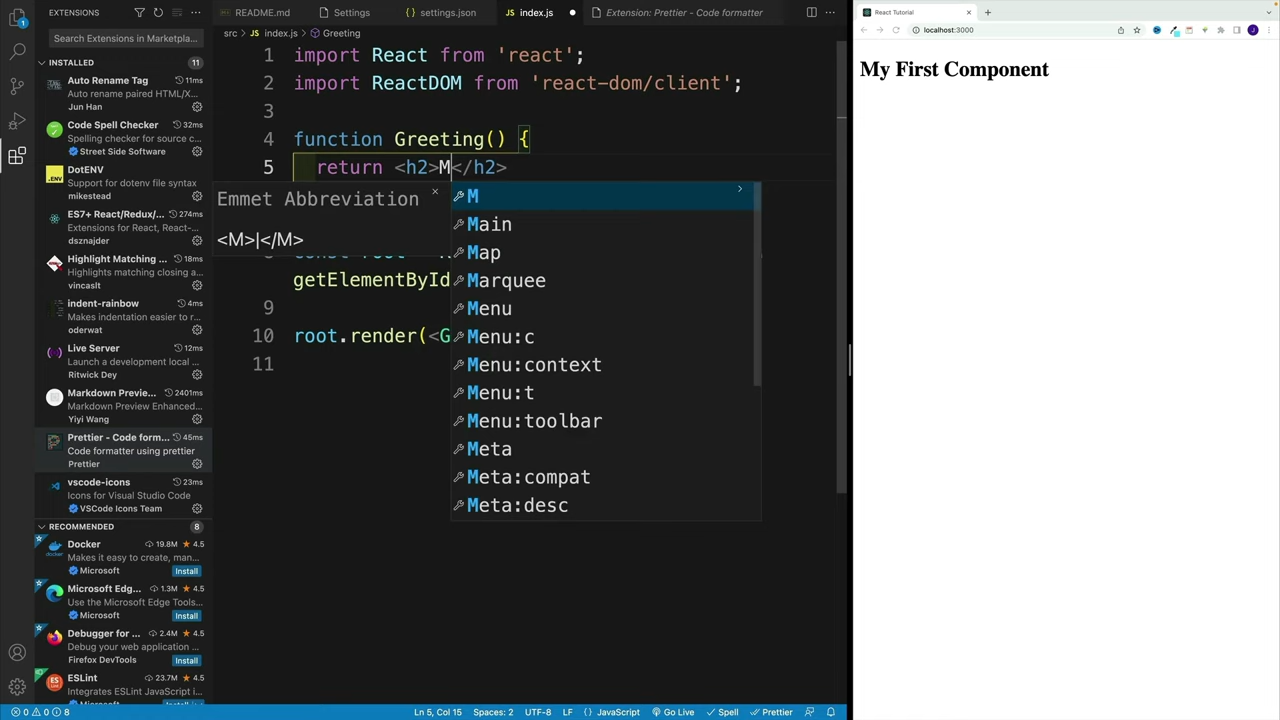 EXTENSIONS
Search Extensions in Marketpla...
INSTALLED 11
Auto Rename Tag 11ms
Auto rename paired HTML/X...
Jun Han
Code Spell Checker 32ms
Spelling checker for source c...
Street Side Software
DotENV
Support for dotenv file syntax
mikestead
ES7+ React/Redux/... 274ms
Extensions for React, React-...
dsznajder
Highlight Matching ... 18ms
Highlights matching closing a...
vincaslt
indent-rainbow 4ms
Makes indentation easier to r...
oderwat
Live Server 12ms
Launch a development local ...
Ritwick Dey
Markdown Previe... 2401ms
Markdown Preview Enhanced...
Yiyi Wang
Prettier - Code form... 45ms
Code formatter using prettier
Prettier
vscode-icons 23ms
Icons for Visual Studio Code
VSCode Icons Team
RECOMMENDED 8
Docker 19.8M 4.5
Makes it easy to create, man...
Microsoft Install
Microsoft Edg... 1.3M 4.5
Use the Microsoft Edge Tools...
Microsoft Install
Debugger for ... 2.4M 4.5
Debug your web application ...
Firefox DevTools Install
ESLint 23.7M 4.5
Integrates ESLint JavaScript i...
README.md Settings settings.json index.js Extension: Prettier - Code formatter
src > JS index.js > Greeting
1 import React from 'react';
2 import ReactDOM from 'react-dom/client';
3
4 function Greeting() {
5 return <h2>M</h2>
Emmet Abbreviation
<M>|</M>
M
Main
Map
Marquee
Menu
Menu:c
Menu:context
Menu:t
Menu:toolbar
Meta
Meta:compat
Meta:desc
getElementById
9
10 root.render(<G
11
0 0 8 Ln 5, Col 15 Spaces: 2 UTF-8 LF { } JavaScript Go Live Spell Prettier
React Tutorial
localhost:3000
My First Component